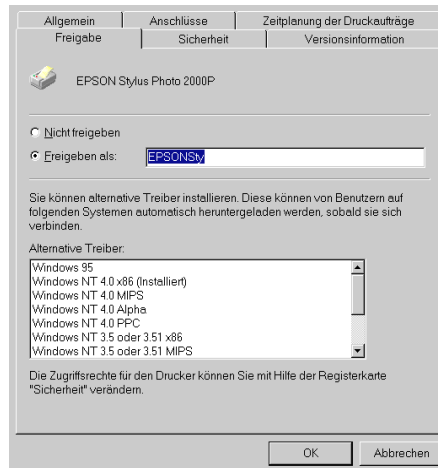 Allgemein Anschlüsse Zeitplanung der Druckaufträge
Freigabe Sicherheit Versionsinformation
EPSON Stylus Photo 2000P
Nicht freigeben
Freigeben als: EPSONSty
Sie können alternative Treiber installieren. Diese können von Benutzern auf
folgenden Systemen automatisch heruntergeladen werden, sobald sie sich
verbinden.
Alternative Treiber:
Windows 95
Windows NT 4.0 x86 (Installiert)
Windows NT 4.0 MIPS
Windows NT 4.0 Alpha
Windows NT 4.0 PPC
Windows NT 3.5 oder 3.51 x86
Windows NT 3.5 oder 3.51 MIPS
Die Zugriffsrechte für den Drucker können Sie mit Hilfe der Registerkarte
"Sicherheit" verändern.
OK Abbrechen